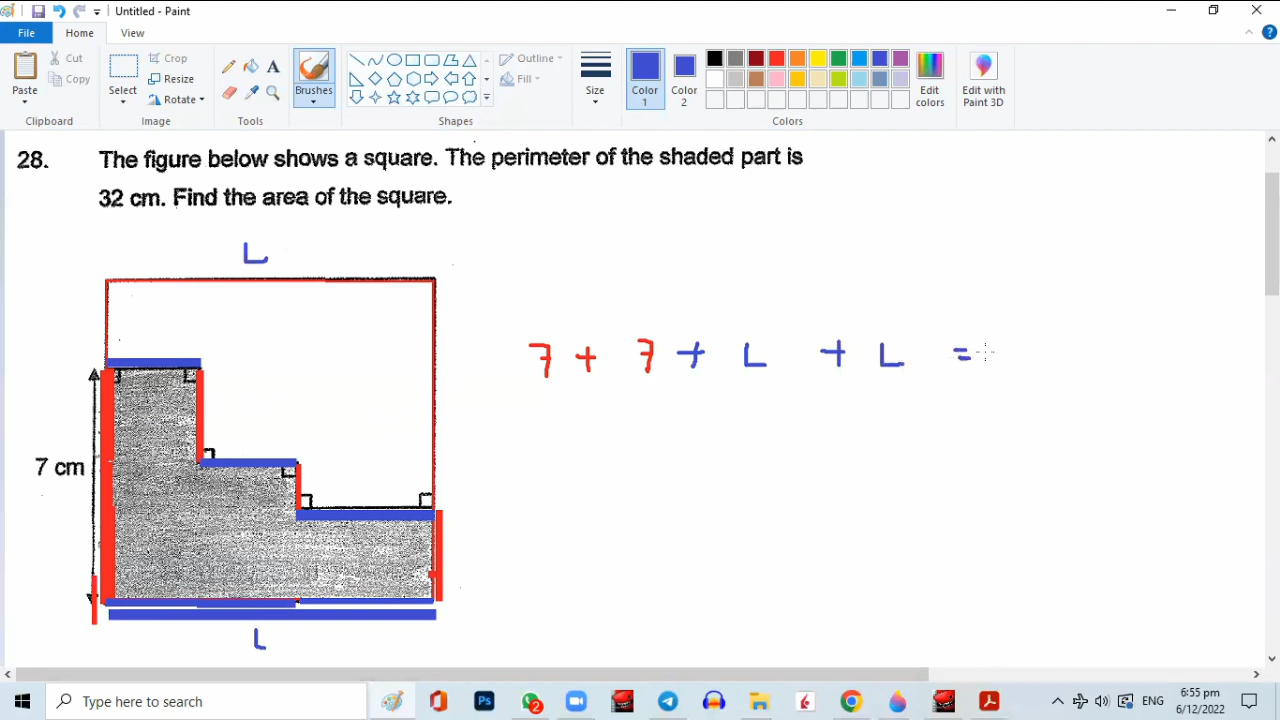 Untitled - Paint
File
Home
View
Paste
Cut
Copy
Clipboard
Select
Crop
Resize
Rotate
Image
Tools
Brushes
Shapes
Outline
Fill
Size
Color 1
Color 2
Edit colors
Edit with Paint 3D
Colors
28. The figure below shows a square. The perimeter of the shaded part is
32 cm. Find the area of the square.
L
7 + 7 + L + L =
7 cm
L
Type here to search
2
ENG
6:55 pm
6/12/2022